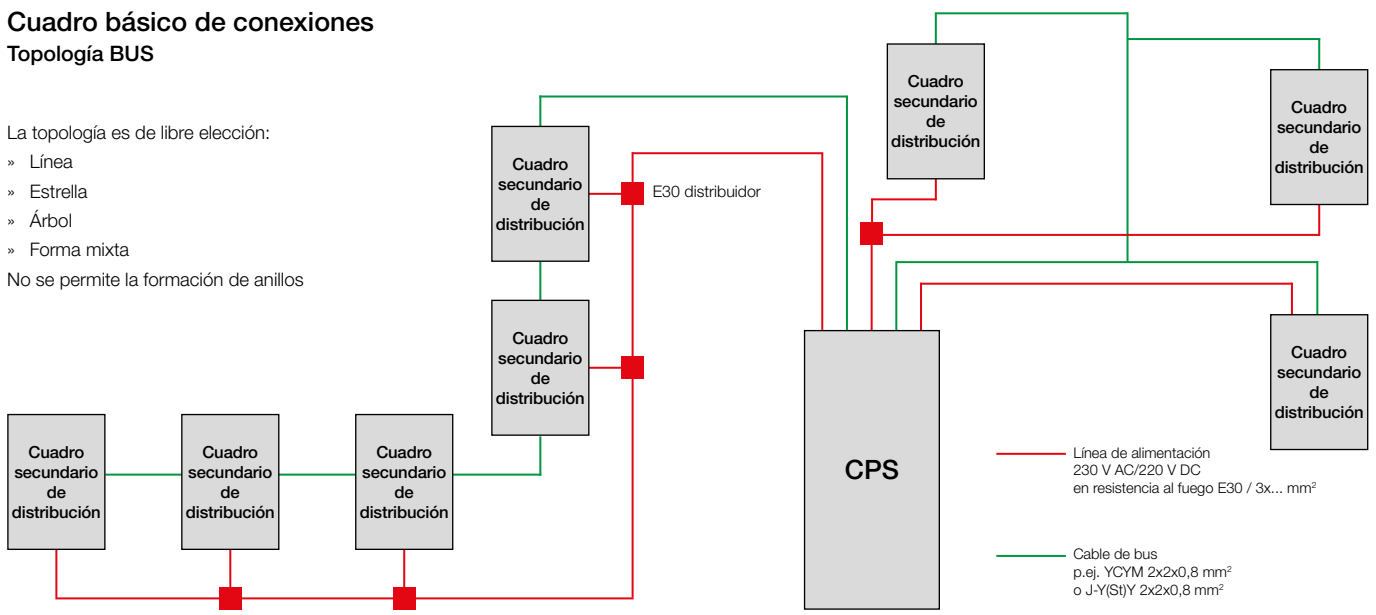 Cuadro básico de conexiones
Topología BUS
La topología es de libre elección:
» Línea
» Estrella
» Árbol
» Forma mixta
No se permite la formación de anillos
Cuadro
secundario
de
distribución
Cuadro
secundario
de
distribución
Cuadro
secundario
de
distribución
E30 distribuidor
Cuadro
secundario
de
distribución
Cuadro
secundario
de
distribución
Cuadro
secundario
de
distribución
Cuadro
secundario
de
distribución
Cuadro
secundario
de
distribución
CPS
Línea de alimentación
230 V AC/220 V DC
en resistencia al fuego E30 / 3x... mm²
Cable de bus
p.ej. YCYM 2x2x0,8 mm²
o J-Y(St)Y 2x2x0,8 mm²